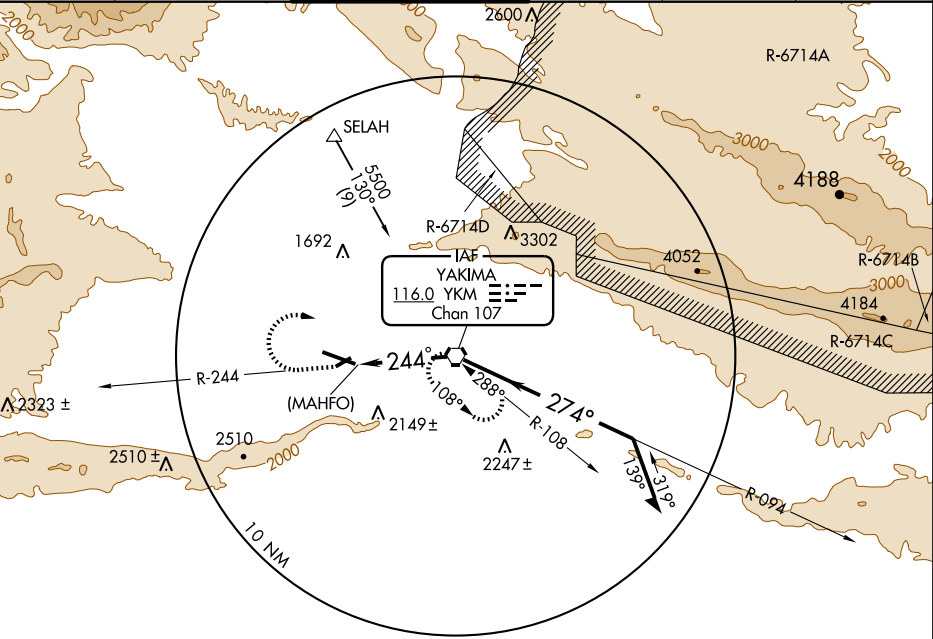 2000
000
2600
R-6714A
SELAH
3000
2000
5500
130°
(9)
4188
R-6714D
3302
1692
IAF
YAKIMA
116.0 YKM
Chan 107
4052
R-6714B
3000
4184
R-6714C
244°
R-244
288°
108°
274°
(MAHFO)
2323 ±
2149 ±
R-108
2510
2510 ±
2000
2247 ±
139°
319°
R-094
10 NM